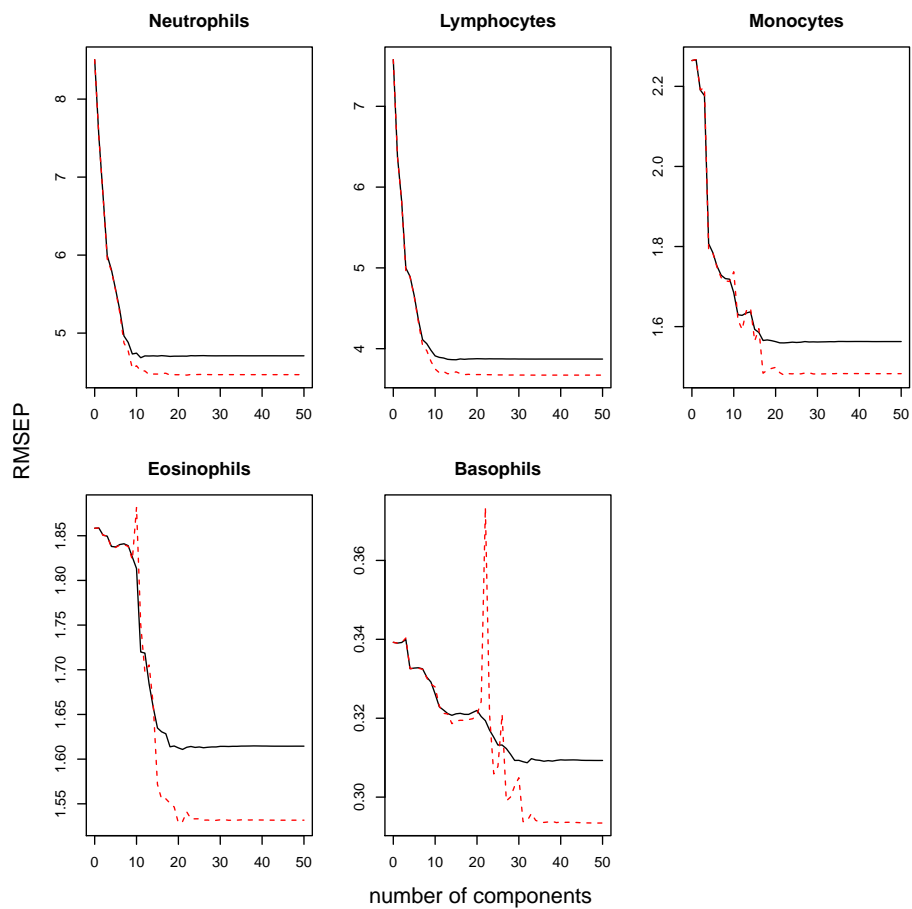 Neutrophils
8
7
6
5
0 10 20 30 40 50
Lymphocytes
7
6
5
4
0 10 20 30 40 50
Monocytes
2.2
2.0
1.8
1.6
0 10 20 30 40 50
RMSEP
Eosinophils
1.85
1.80
1.75
1.70
1.65
1.60
1.55
0 10 20 30 40 50
Basophils
0.36
0.34
0.32
0.30
0 10 20 30 40 50
number of components